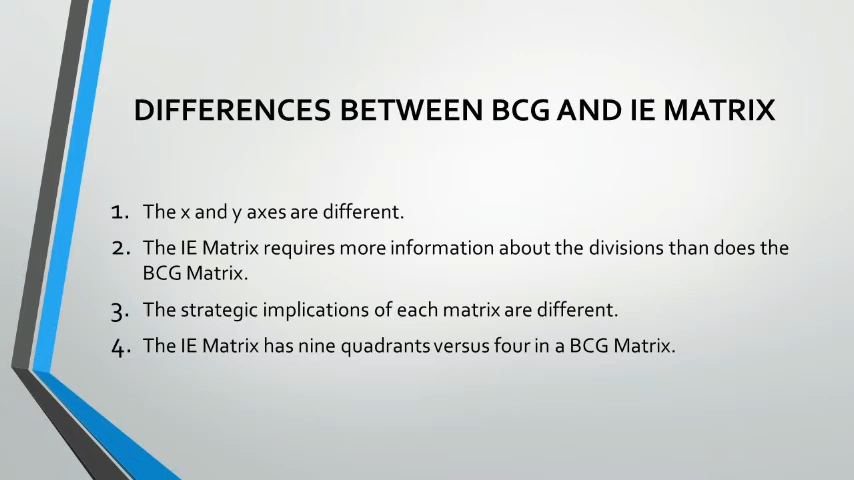 DIFFERENCES BETWEEN BCG AND IE MATRIX
1. The x and y axes are different.
2. The IE Matrix requires more information about the divisions than does the
BCG Matrix.
3. The strategic implications of each matrix are different.
4. The IE Matrix has nine quadrants versus four in a BCG Matrix.